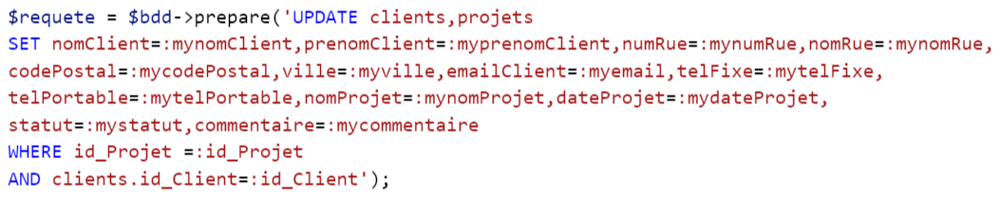 $requete = $bdd->prepare('UPDATE clients,projets
SET nomClient=:mynomClient,prenomClient=:myprenomClient,numRue=:mynumRue,nomRue=:mynomRue,
codePostal=:mycodePostal,ville=:myville,emailClient=:myemail,telFixe=:mytelFixe,
telPortable=:mytelPortable,nomProjet=:mynomProjet,dateProjet=:mydateProjet,
statut=:mystatut,commentaire=:mycommentaire
WHERE id_Projet =:id_Projet
AND clients.id_Client=:id_Client');